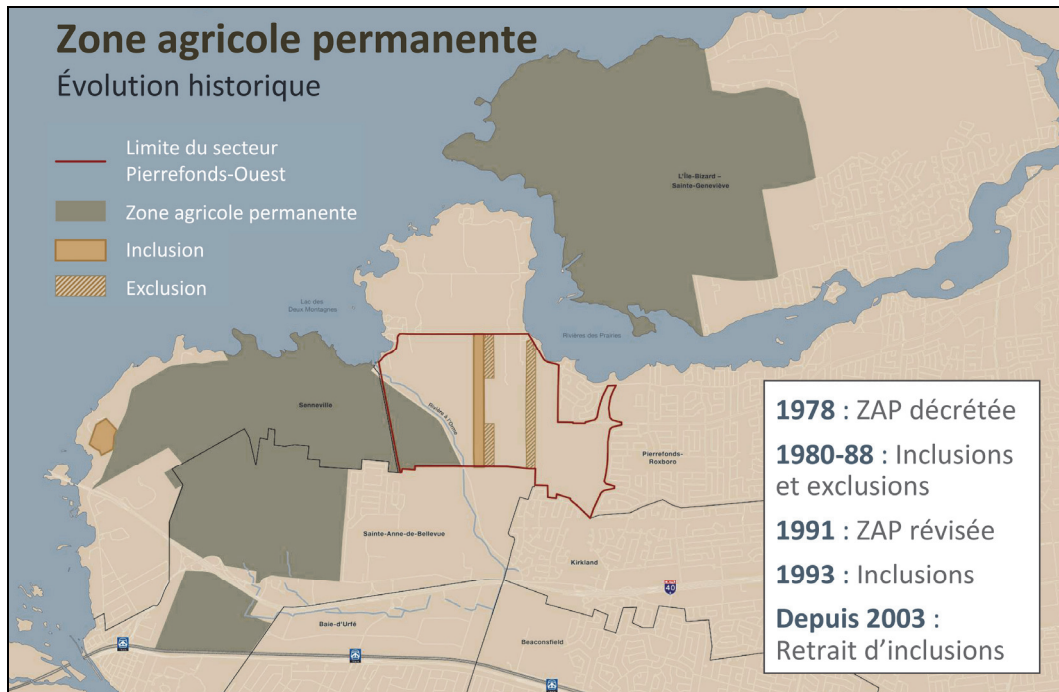 Zone agricole permanente
Évolution historique
Limite du secteur
Pierrefonds-Ouest
Zone agricole permanente
Inclusion
Exclusion
L'Île-Bizard –
Sainte-Geneviève
Lac des
Deux Montagnes
Rivières des Prairies
Senneville
Rivière à l'Orme
Pierrefonds-
Roxboro
Sainte-Anne-de-Bellevue
Kirkland
40
Baie-d'Urfé
Beaconsfield
1978 : ZAP décrétée
1980-88 : Inclusions
et exclusions
1991 : ZAP révisée
1993 : Inclusions
Depuis 2003 :
Retrait d'inclusions